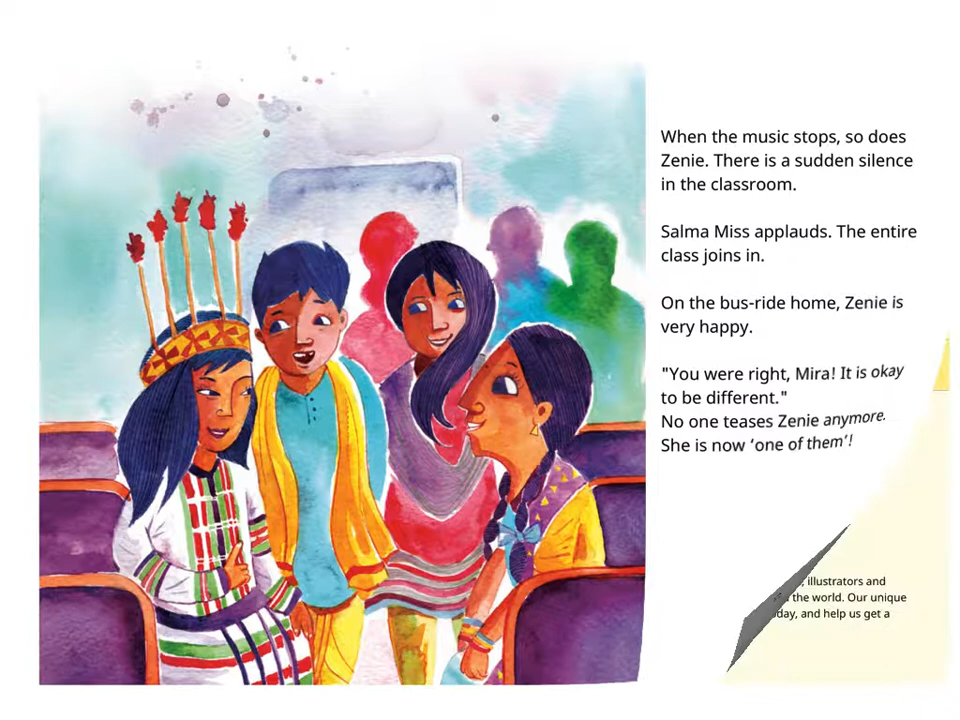 When the music stops, so does
Zenie. There is a sudden silence
in the classroom.
Salma Miss applauds. The entire
class joins in.
On the bus-ride home, Zenie is
very happy.
"You were right, Mira! It is okay
to be different."
No one teases Zenie anymore.
She is now ‘one of them’!
illustrators and
the world. Our unique
day, and help us get a